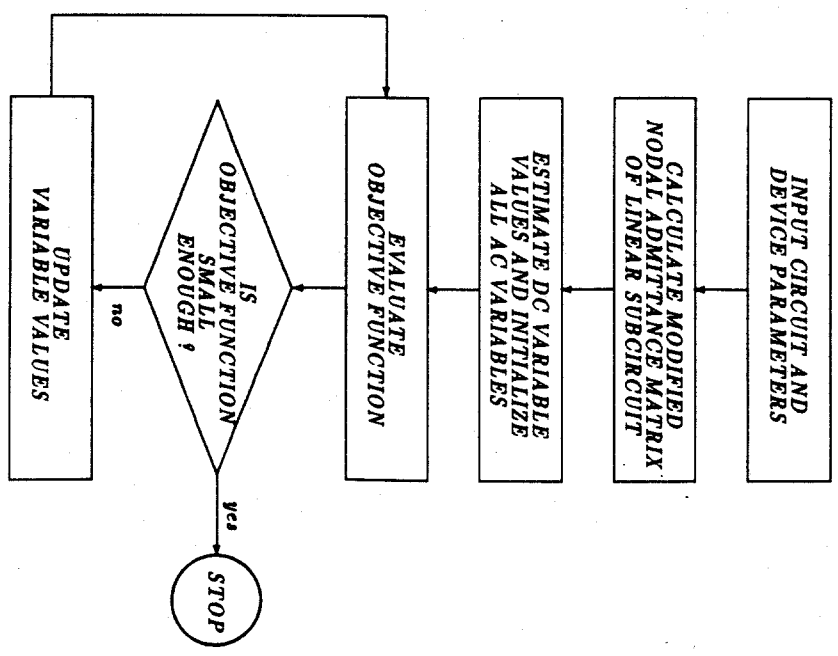 INPUT CIRCUIT AND
DEVICE PARAMETERS
CALCULATE MODIFIED
NODAL ADMITTANCE MATRIX
OF LINEAR SUBCIRCUIT
ESTIMATE DC VARIABLE
VALUES AND INITIALIZE
ALL AC VARIABLES
EVALUATE
OBJECTIVE FUNCTION
IS
OBJECTIVE FUNCTION
SMALL
ENOUGH ?
yes
STOP
no
UPDATE
VARIABLE VALUES